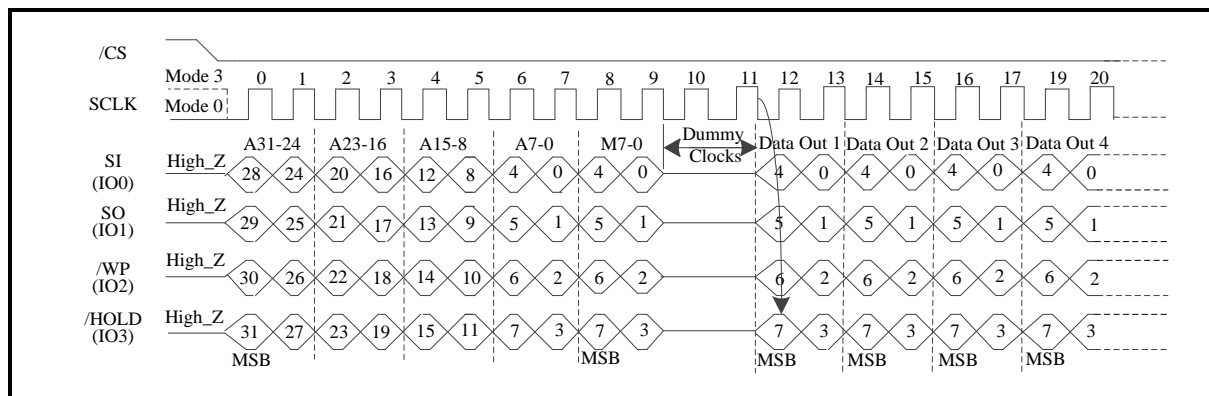 /CS
Mode 3 0 1 2 3 4 5 6 7 8 9 10 11 12 13 14 15 16 17 19 20
SCLK Mode 0
A31-24 A23-16 A15-8 A7-0 M7-0 Dummy Clocks Data Out 1 Data Out 2 Data Out 3 Data Out 4
SI (IO0) High_Z 28 24 20 16 12 8 4 0 4 0 4 0 4 0 4 0 4 0
SO (IO1) High_Z 29 25 21 17 13 9 5 1 5 1 5 1 5 1 5 1 5 1
/WP (IO2) High_Z 30 26 22 18 14 10 6 2 6 2 6 2 6 2 6 2 6 2
/HOLD (IO3) High_Z 31 27 23 19 15 11 7 3 7 3 7 3 7 3 7 3 7 3
MSB MSB MSB MSB MSB MSB